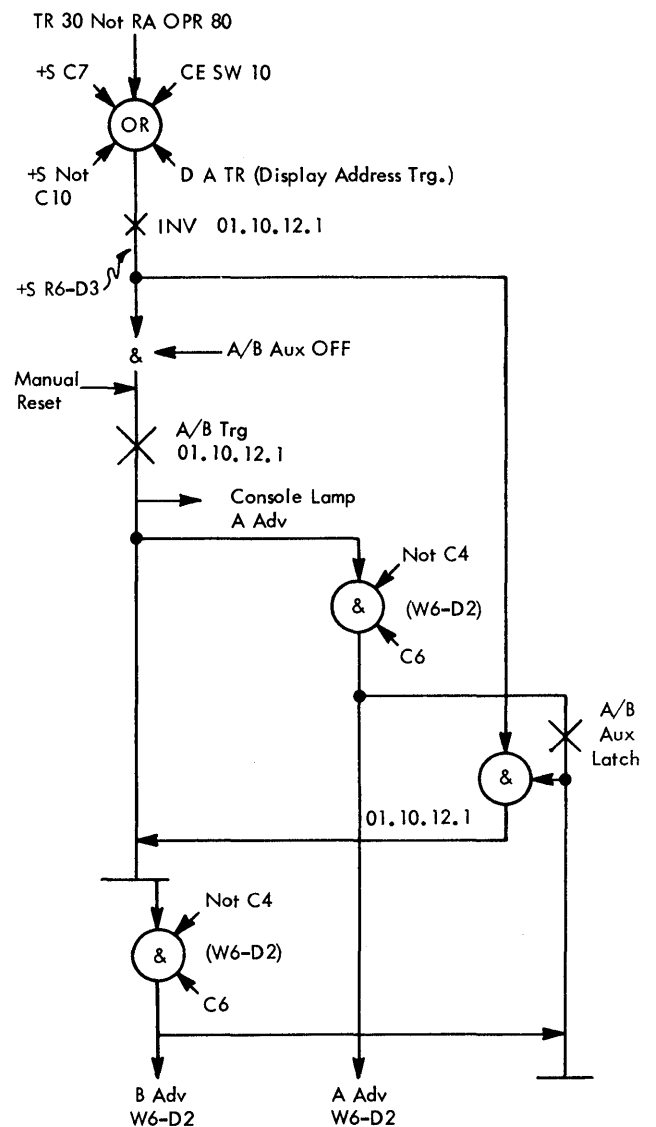 TR 30 Not RA OPR 80
+S C7
CE SW 10
OR
+S Not
C10
D A TR (Display Address Trg.)
INV 01.10.12.1
+S R6-D3
&
A/B Aux OFF
Manual
Reset
A/B Trg
01.10.12.1
Console Lamp
A Adv
Not C4
&
(W6-D2)
C6
A/B
Aux
Latch
&
01.10.12.1
Not C4
&
(W6-D2)
C6
B Adv
W6-D2
A Adv
W6-D2